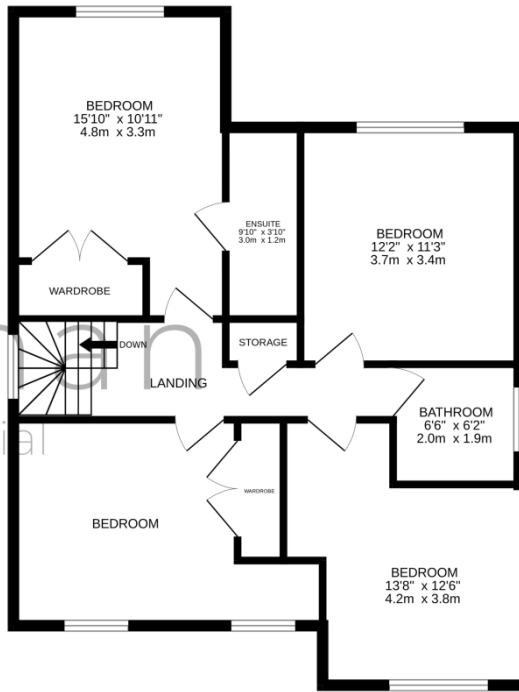 BEDROOM
15'10" x 10'11"
4.8m x 3.3m
ENSUITE
9'10" x 3'10"
3.0m x 1.2m
BEDROOM
12'2" x 11'3"
3.7m x 3.4m
WARDROBE
DOWN
STORAGE
man
LANDING
BATHROOM
6'6" x 6'2"
2.0m x 1.9m
ial
WARDROBE
BEDROOM
BEDROOM
13'8" x 12'6"
4.2m x 3.8m